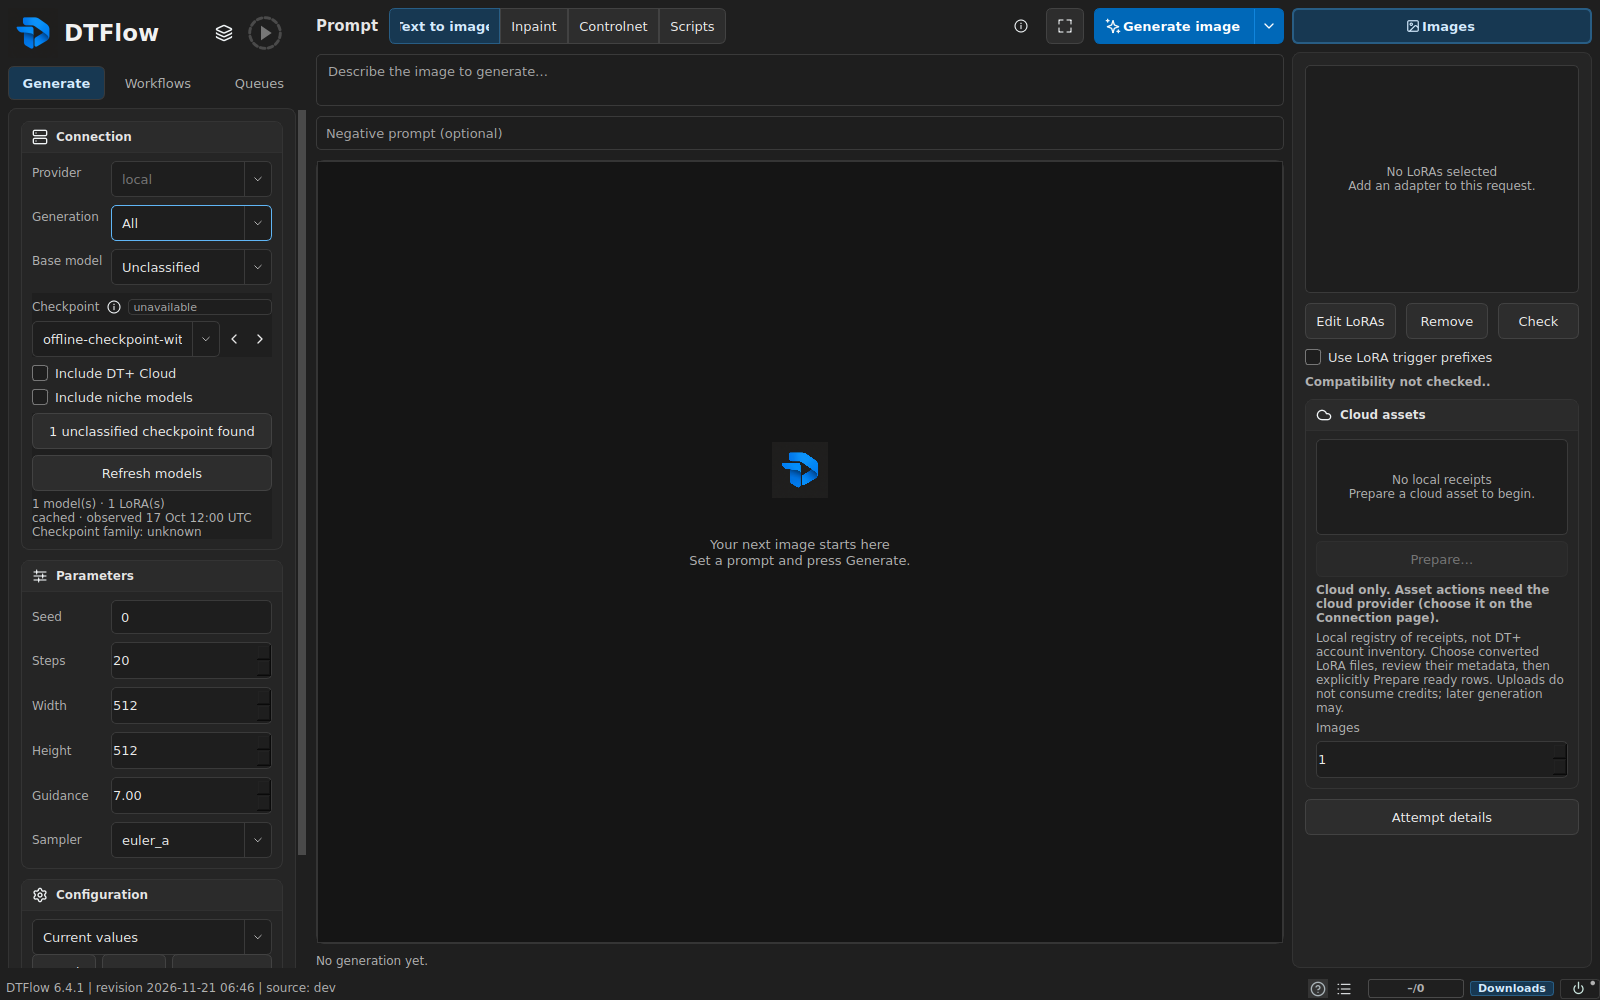 DTFlow
Generate
Workflows
Queues
Connection
Provider
local
Generation
All
Base model
Unclassified
Checkpoint
unavailable
offline-checkpoint-wit
Include DT+ Cloud
Include niche models
1 unclassified checkpoint found
Refresh models
1 model(s) · 1 LoRA(s)
cached · observed 17 Oct 12:00 UTC
Checkpoint family: unknown
Parameters
Seed
0
Steps
20
Width
512
Height
512
Guidance
7.00
Sampler
euler_a
Configuration
Current values
Prompt
Text to image
Inpaint
Controlnet
Scripts
Generate image
Describe the image to generate...
Negative prompt (optional)
Your next image starts here
Set a prompt and press Generate.
No generation yet.
Images
No LoRAs selected
Add an adapter to this request.
Edit LoRAs
Remove
Check
Use LoRA trigger prefixes
Compatibility not checked..
Cloud assets
No local receipts
Prepare a cloud asset to begin.
Prepare...
Cloud only. Asset actions need the
cloud provider (choose it on the
Connection page).
Local registry of receipts, not DT+
account inventory. Choose converted
LoRA files, review their metadata, then
explicitly Prepare ready rows. Uploads do
not consume credits; later generation
may.
Images
1
Attempt details
DTFlow 6.4.1 | revision 2026-11-21 06:46 | source: dev
-/0
Downloads